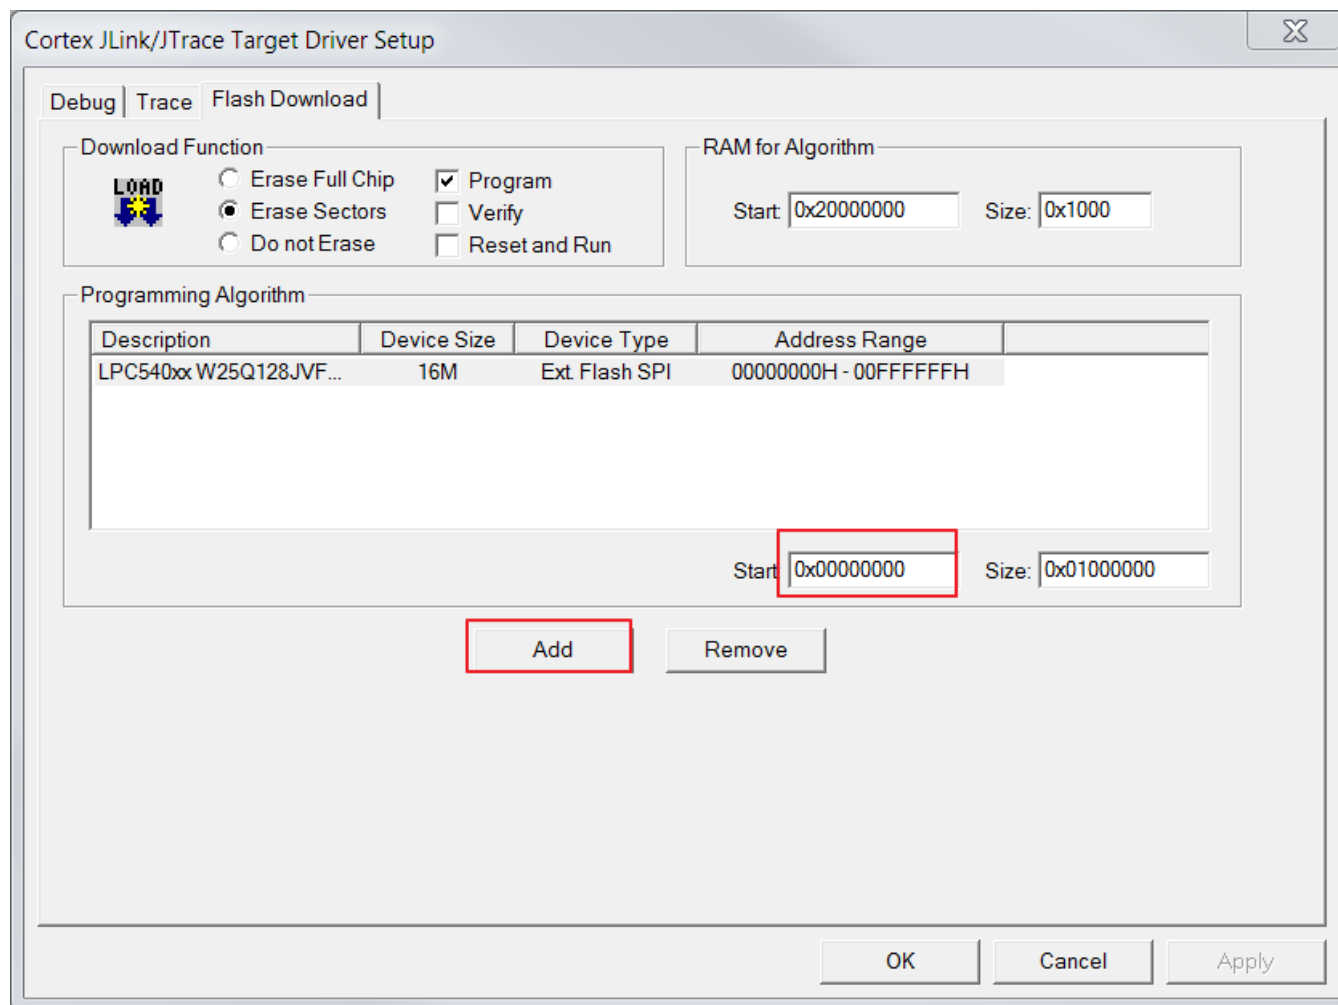 Cortex JLink/JTrace Target Driver Setup
Debug Trace Flash Download
Download Function
LOAD
Erase Full Chip
Erase Sectors
Do not Erase
Program
Verify
Reset and Run
RAM for Algorithm
Start: 0x20000000 Size: 0x1000
Programming Algorithm
Description Device Size Device Type Address Range
LPC540xx W25Q128JVF... 16M Ext. Flash SPI 00000000H - 00FFFFFFH
Start 0x00000000 Size: 0x01000000
Add Remove
OK Cancel Apply